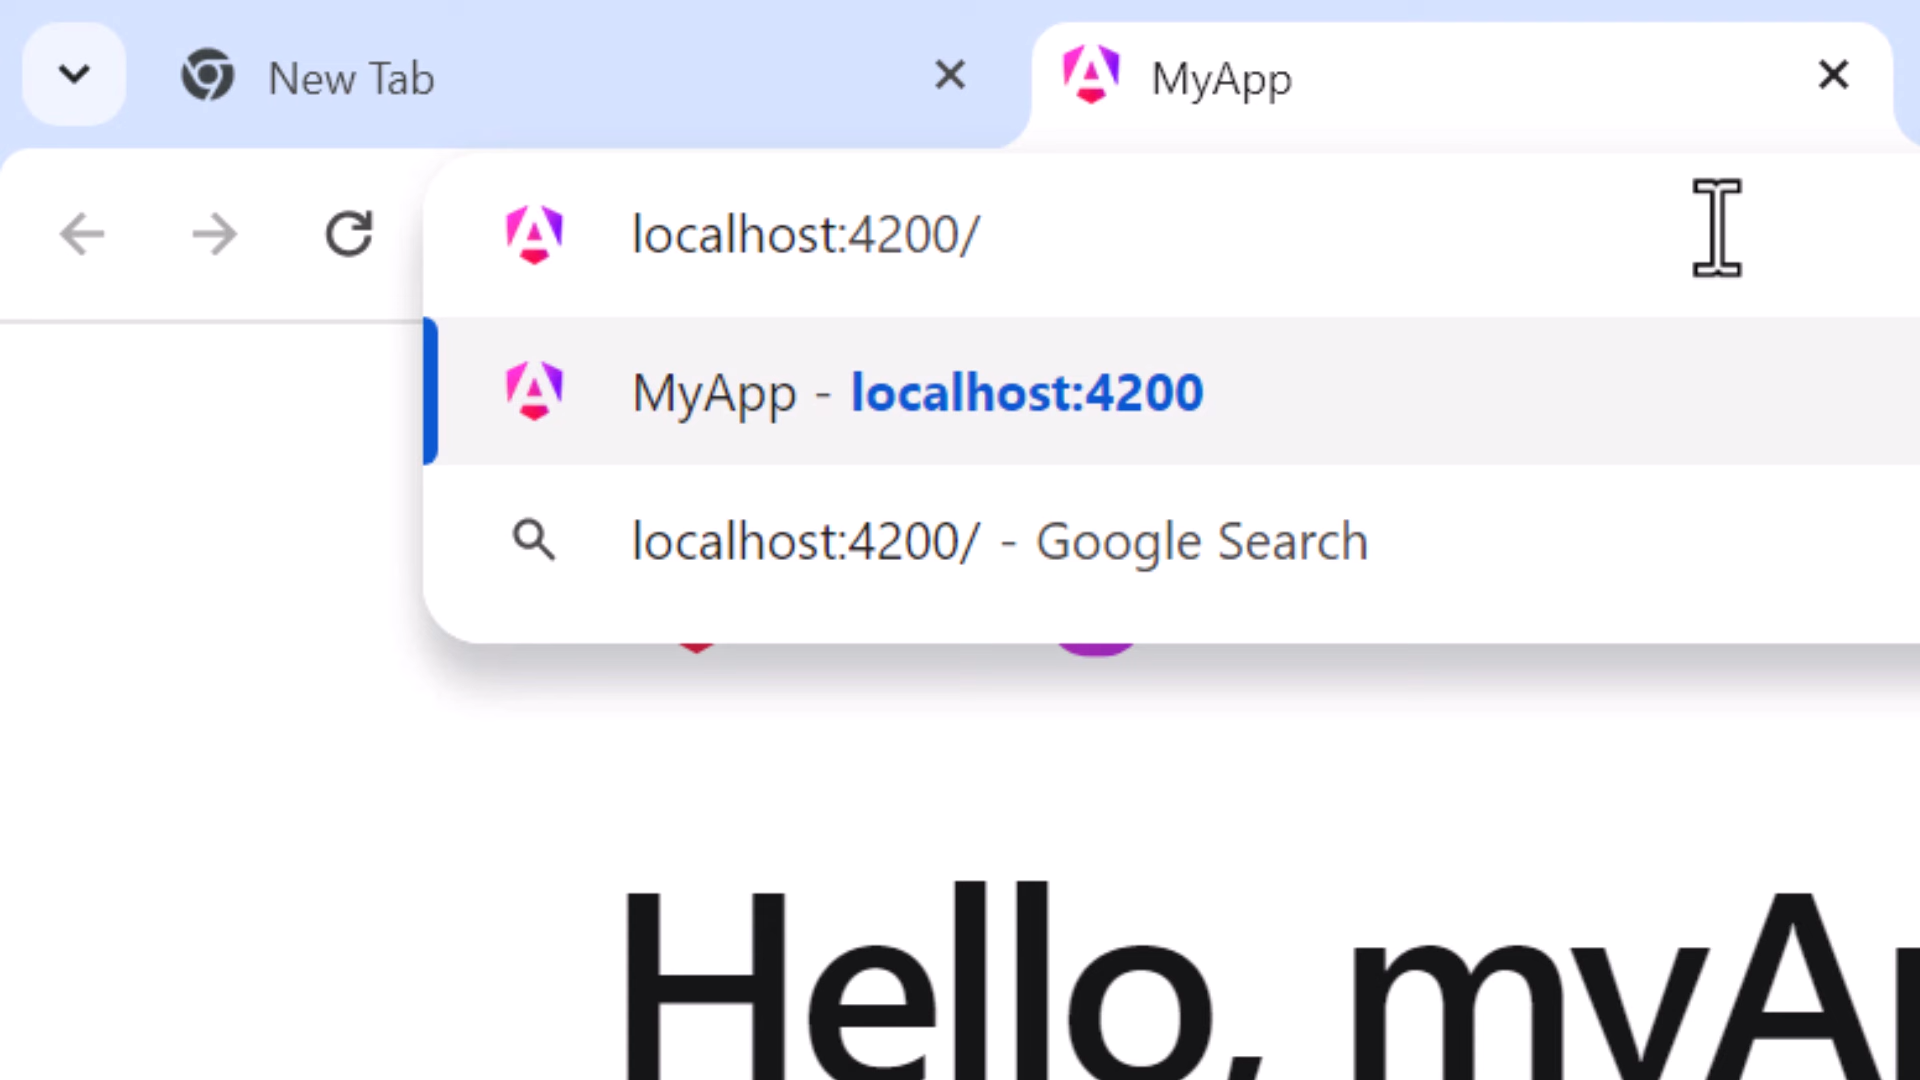 New Tab
MyApp
localhost:4200/
MyApp - localhost:4200
localhost:4200/ - Google Search
Hello, myA